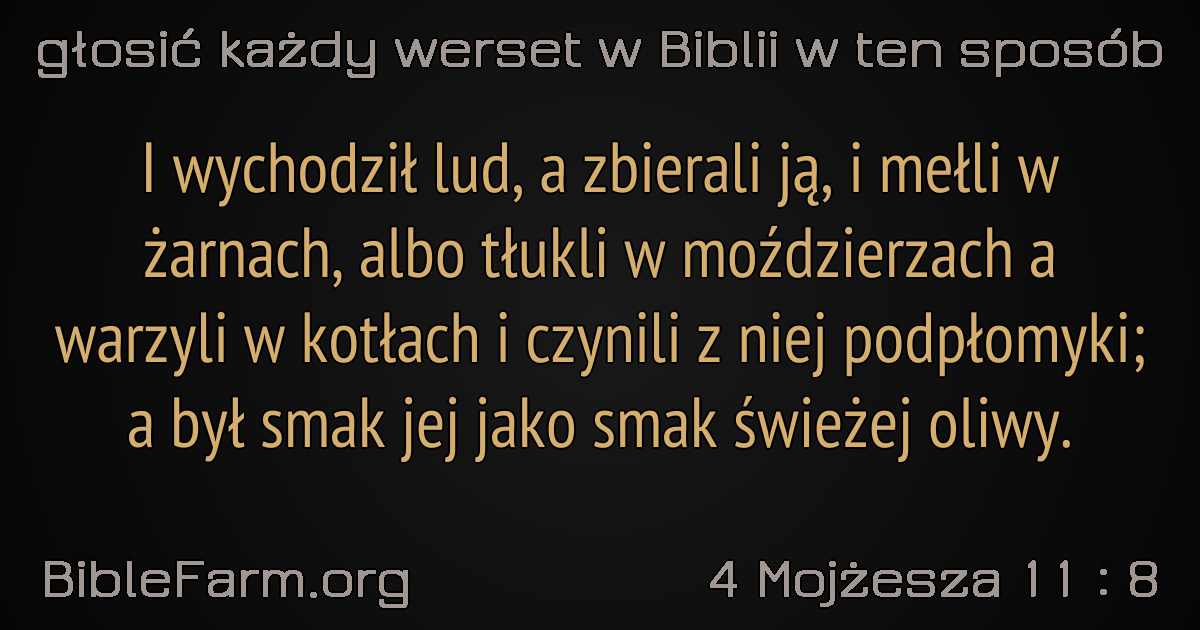 głosić każdy werset w Biblii w ten sposób
I wychodził lud, a zbierali ją, i mełli w
żarnach, albo tłukli w moździerzach a
warzyli w kotłach i czynili z niej podpłomyki;
a był smak jej jako smak świeżej oliwy.
BibleFarm.org
4 Mojżesza 11 : 8